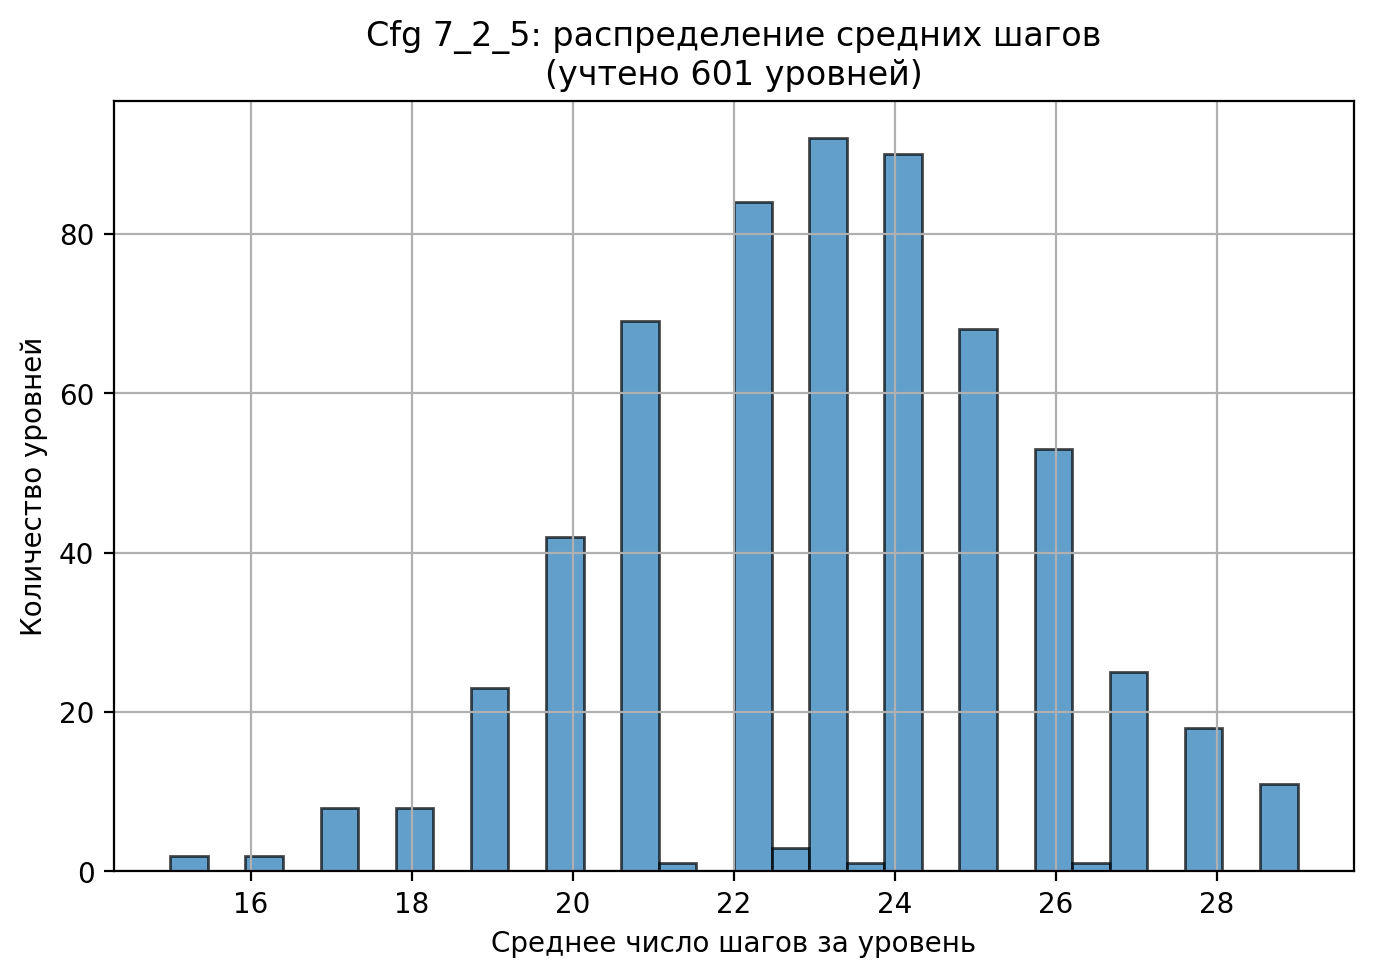 Cfg 7_2_5: распределение средних шагов
(учтено 601 уровней)
Количество уровней
80
60
40
20
0
16 18 20 22 24 26 28
Среднее число шагов за уровень